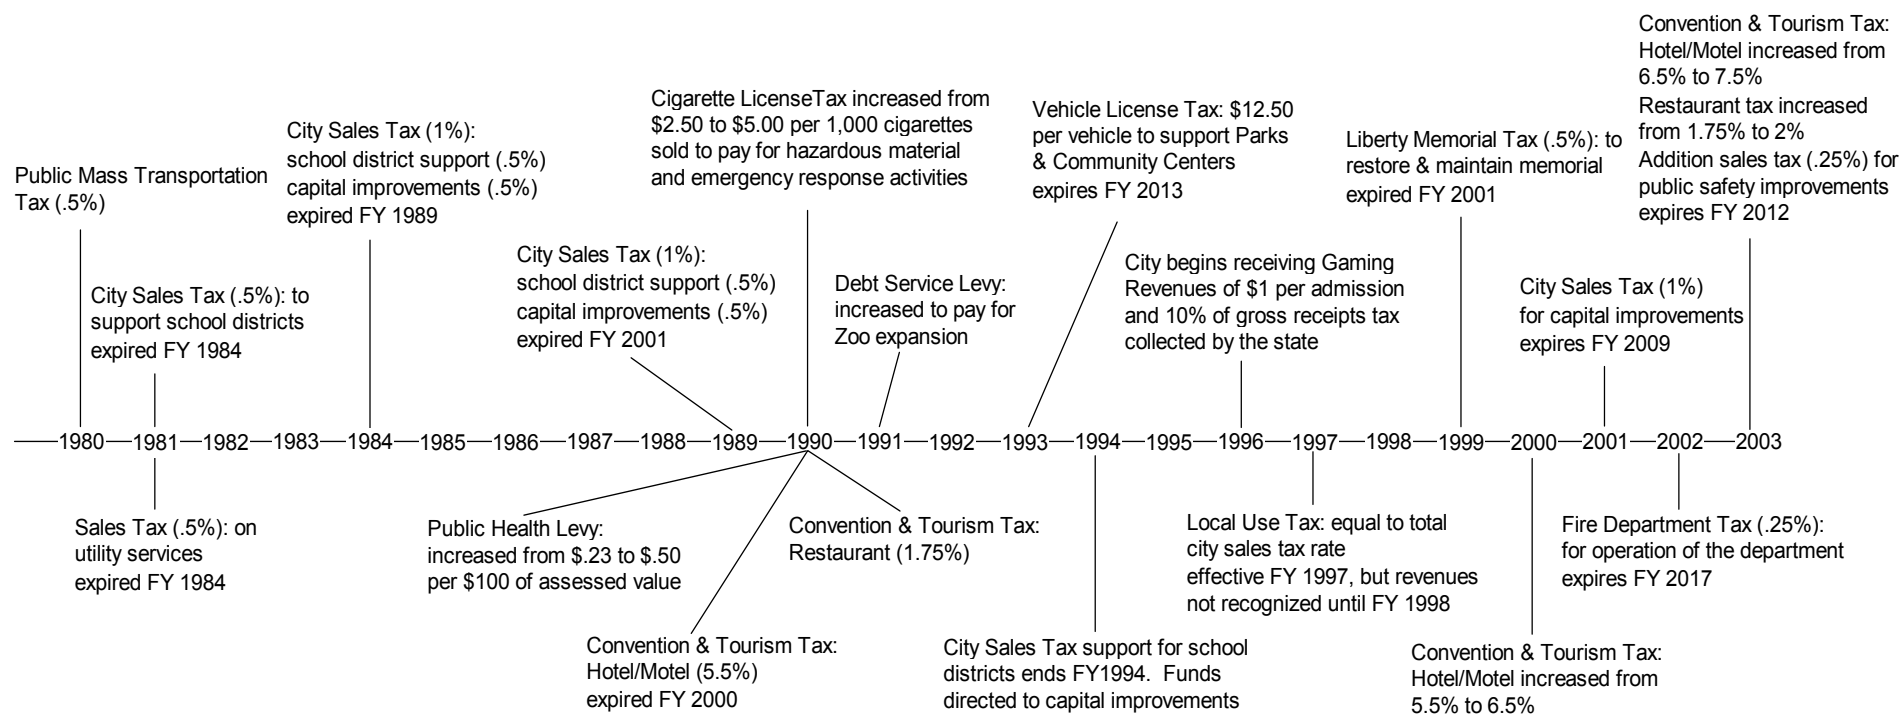 Public Mass Transportation
Tax (.5%)
City Sales Tax (.5%): to
support school districts
expired FY 1984
City Sales Tax (1%):
school district support (.5%)
capital improvements (.5%)
expired FY 1989
City Sales Tax (1%):
school district support (.5%)
capital improvements (.5%)
expired FY 2001
Cigarette LicenseTax increased from
$2.50 to $5.00 per 1,000 cigarettes
sold to pay for hazardous material
and emergency response activities
Debt Service Levy:
increased to pay for
Zoo expansion
Vehicle License Tax: $12.50
per vehicle to support Parks
& Community Centers
expires FY 2013
City begins receiving Gaming
Revenues of $1 per admission
and 10% of gross receipts tax
collected by the state
Liberty Memorial Tax (.5%): to
restore & maintain memorial
expired FY 2001
City Sales Tax (1%)
for capital improvements
expires FY 2009
Convention & Tourism Tax:
Hotel/Motel increased from
6.5% to 7.5%
Restaurant tax increased
from 1.75% to 2%
Addition sales tax (.25%) for
public safety improvements
expires FY 2012
1980 1981 1982 1983 1984 1985 1986 1987 1988 1989 1990 1991 1992 1993 1994 1995 1996 1997 1998 1999 2000 2001 2002 2003
Sales Tax (.5%): on
utility services
expired FY 1984
Public Health Levy:
increased from $.23 to $.50
per $100 of assessed value
Convention & Tourism Tax:
Hotel/Motel (5.5%)
expired FY 2000
Convention & Tourism Tax:
Restaurant (1.75%)
City Sales Tax support for school
districts ends FY1994. Funds
directed to capital improvements
Local Use Tax: equal to total
city sales tax rate
effective FY 1997, but revenues
not recognized until FY 1998
Convention & Tourism Tax:
Hotel/Motel increased from
5.5% to 6.5%
Fire Department Tax (.25%):
for operation of the department
expires FY 2017